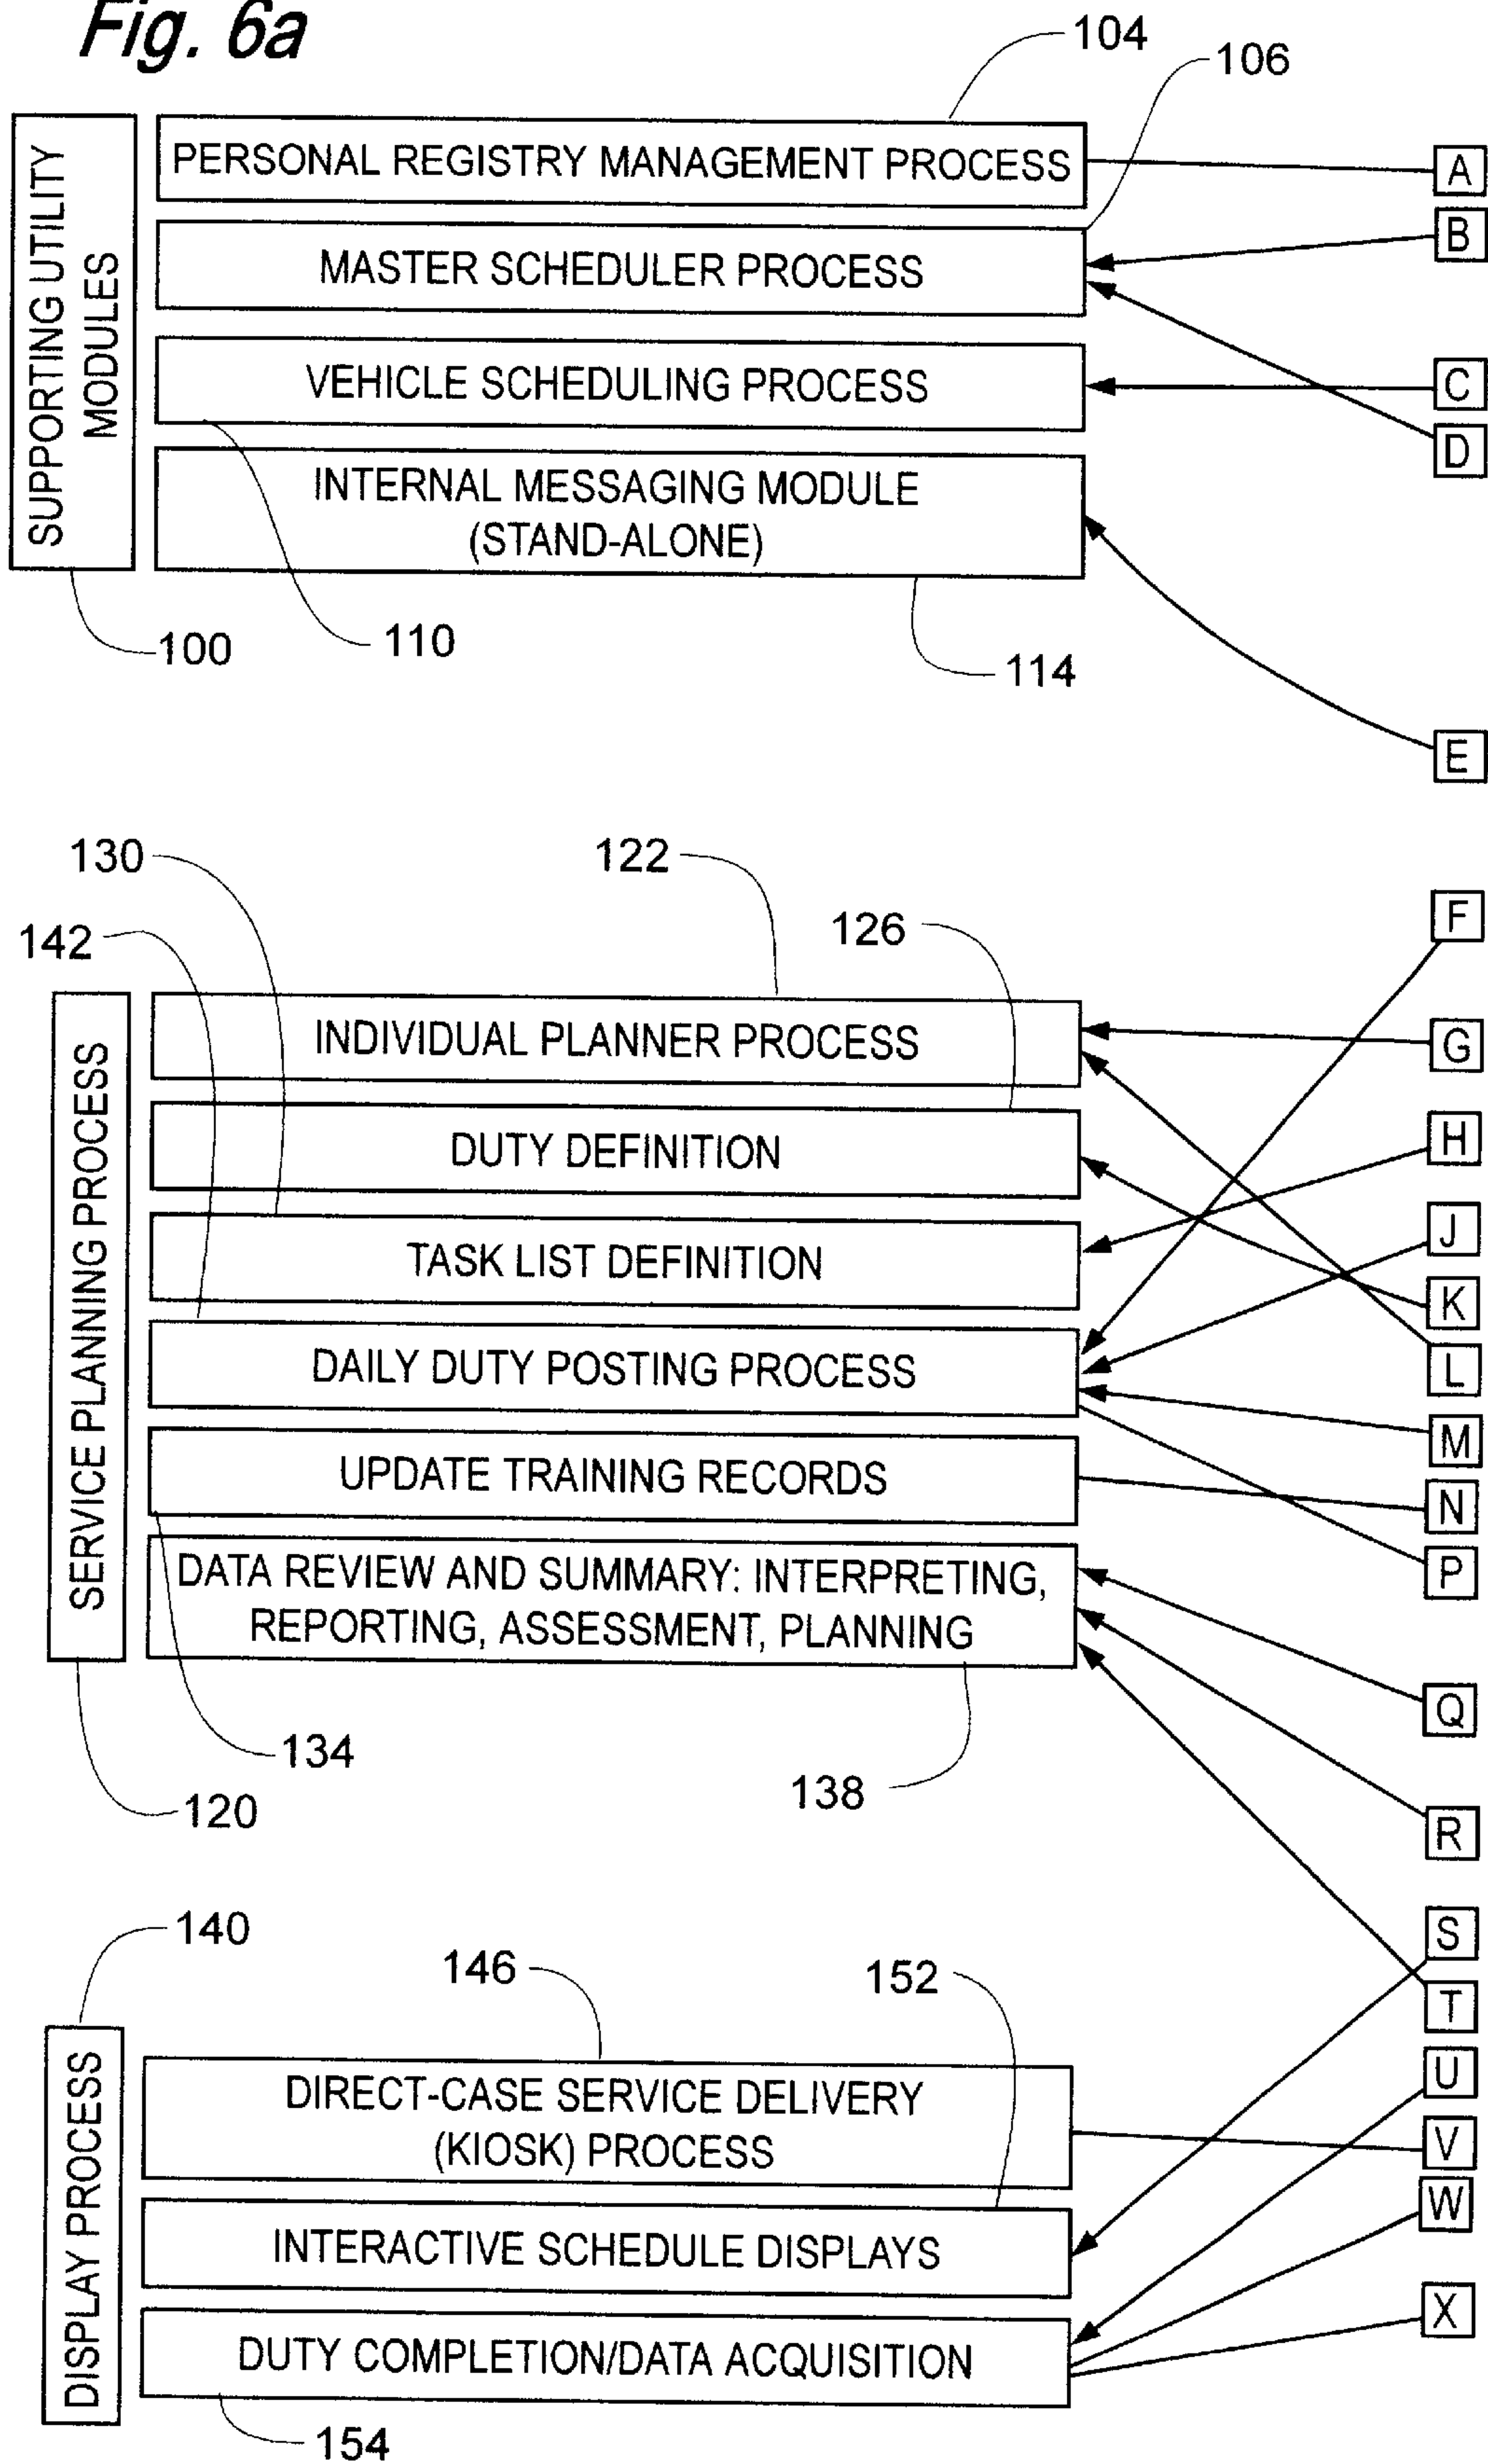 Fig. 6a
104
106
SUPPORTING UTILITY
MODULES
PERSONAL REGISTRY MANAGEMENT PROCESS
A
B
MASTER SCHEDULER PROCESS
VEHICLE SCHEDULING PROCESS
C
D
INTERNAL MESSAGING MODULE
(STAND-ALONE)
100
110
114
E
130
122
142
126
F
SERVICE PLANNING PROCESS
INDIVIDUAL PLANNER PROCESS
G
DUTY DEFINITION
H
TASK LIST DEFINITION
J
K
DAILY DUTY POSTING PROCESS
L
M
UPDATE TRAINING RECORDS
N
P
DATA REVIEW AND SUMMARY: INTERPRETING,
REPORTING, ASSESSMENT, PLANNING
Q
134
138
120
R
140
S
146
152
T
DISPLAY PROCESS
U
DIRECT-CASE SERVICE DELIVERY
(KIOSK) PROCESS
V
W
INTERACTIVE SCHEDULE DISPLAYS
X
DUTY COMPLETION/DATA ACQUISITION
154